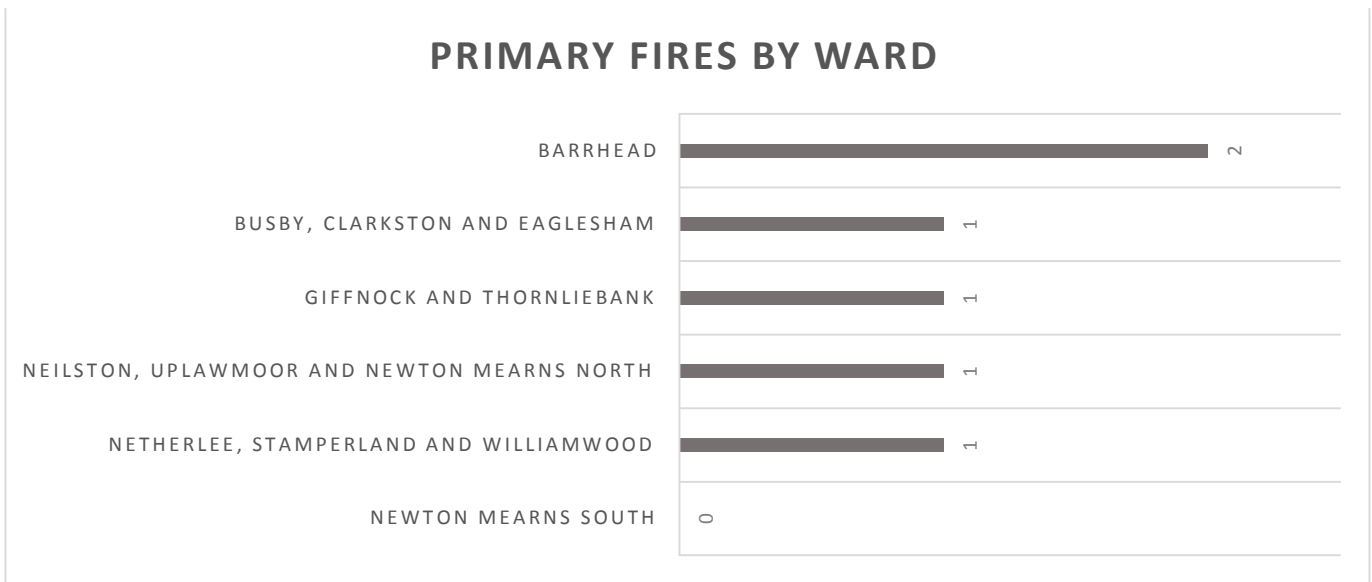 PRIMARY FIRES BY WARD
BARRHEAD 2
BUSBY, CLARKSTON AND EAGLESHAM 1
GIFFNOCK AND THORNLIEBANK 1
NEILSTON, UPLAWMOOR AND NEWTON MEARNS NORTH 1
NETHERLEE, STAMPERLAND AND WILLIAMWOOD 1
NEWTON MEARNS SOUTH 0